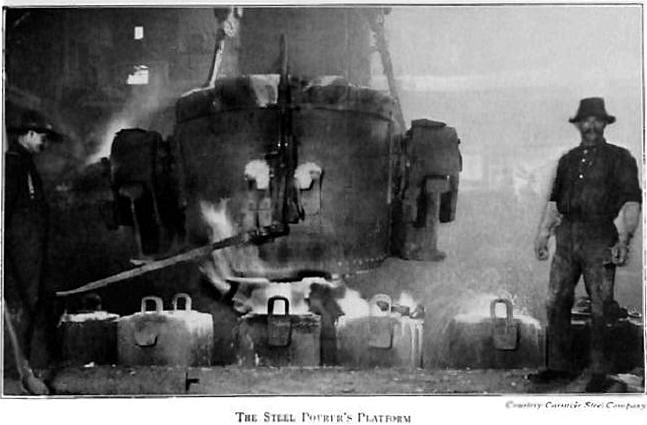 Courtesy Carnegie Steel Company
THE STEEL POURER'S PLATFORM